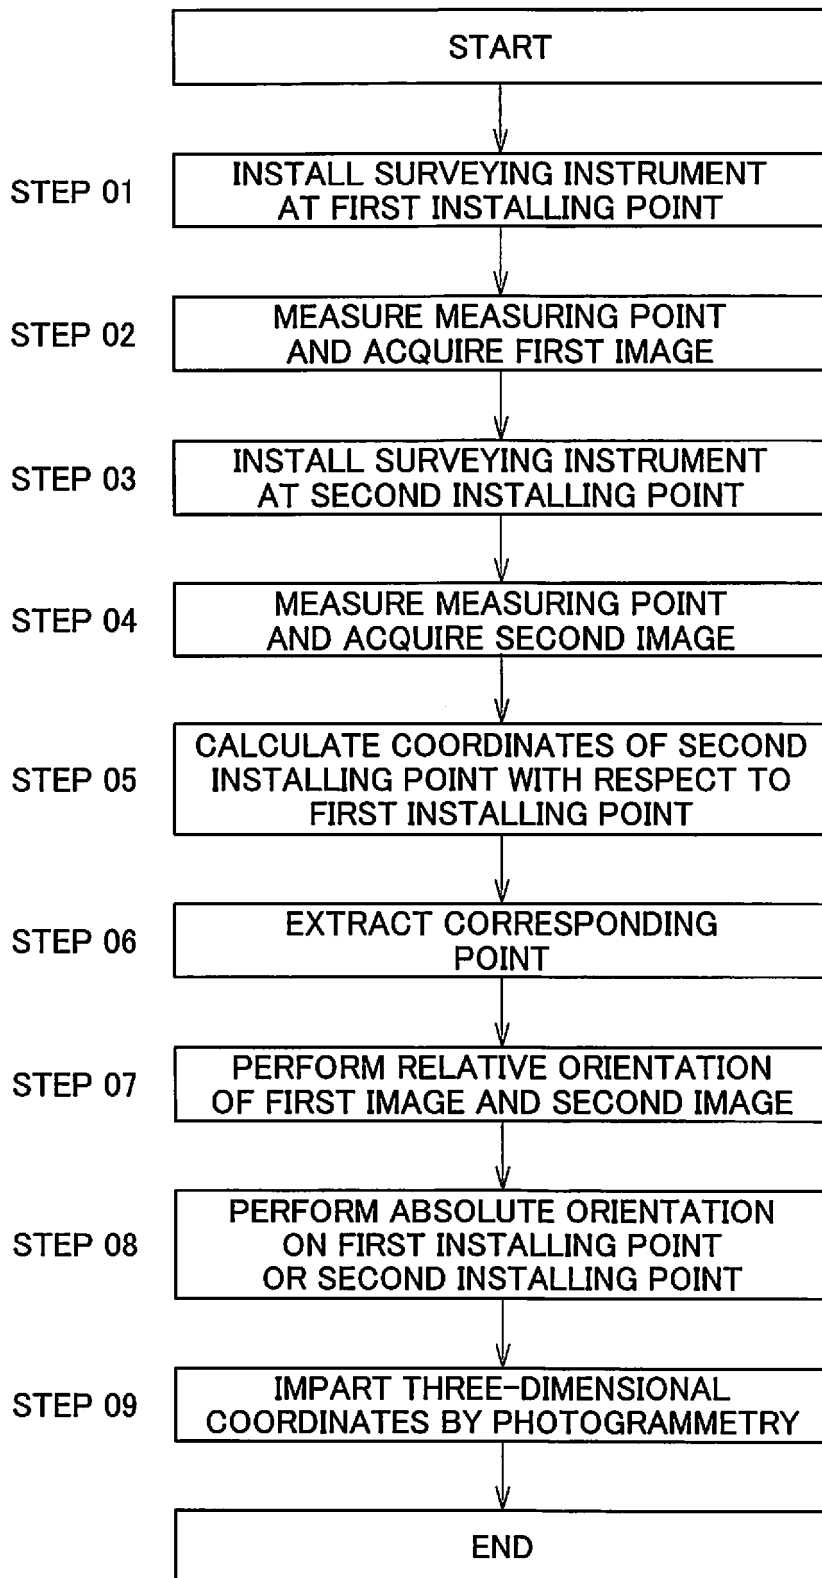 START
STEP 01
INSTALL SURVEYING INSTRUMENT
AT FIRST INSTALLING POINT
STEP 02
MEASURE MEASURING POINT
AND ACQUIRE FIRST IMAGE
STEP 03
INSTALL SURVEYING INSTRUMENT
AT SECOND INSTALLING POINT
STEP 04
MEASURE MEASURING POINT
AND ACQUIRE SECOND IMAGE
STEP 05
CALCULATE COORDINATES OF SECOND
INSTALLING POINT WITH RESPECT TO
FIRST INSTALLING POINT
STEP 06
EXTRACT CORRESPONDING
POINT
STEP 07
PERFORM RELATIVE ORIENTATION
OF FIRST IMAGE AND SECOND IMAGE
STEP 08
PERFORM ABSOLUTE ORIENTATION
ON FIRST INSTALLING POINT
OR SECOND INSTALLING POINT
STEP 09
IMPART THREE-DIMENSIONAL
COORDINATES BY PHOTOGRAMMETRY
END